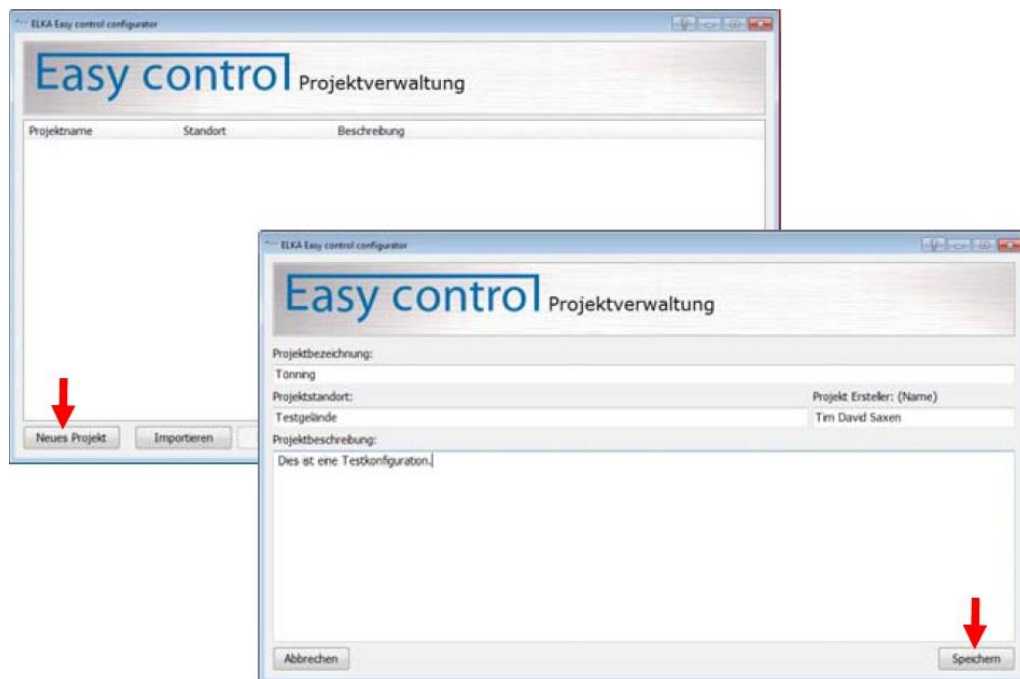 ELKA Easy control configurator
Easy control Projektverwaltung
Projektname Standort Beschreibung
Neues Projekt Importieren
ELKA Easy control configurator
Easy control Projektverwaltung
Projektbezeichnung:
Tönning
Projektstandort: Projekt Ersteller: (Name)
Testgelände Tim David Saxen
Projektbeschreibung:
Dies ist eine Testkonfiguration.
Abbrechen Speichern